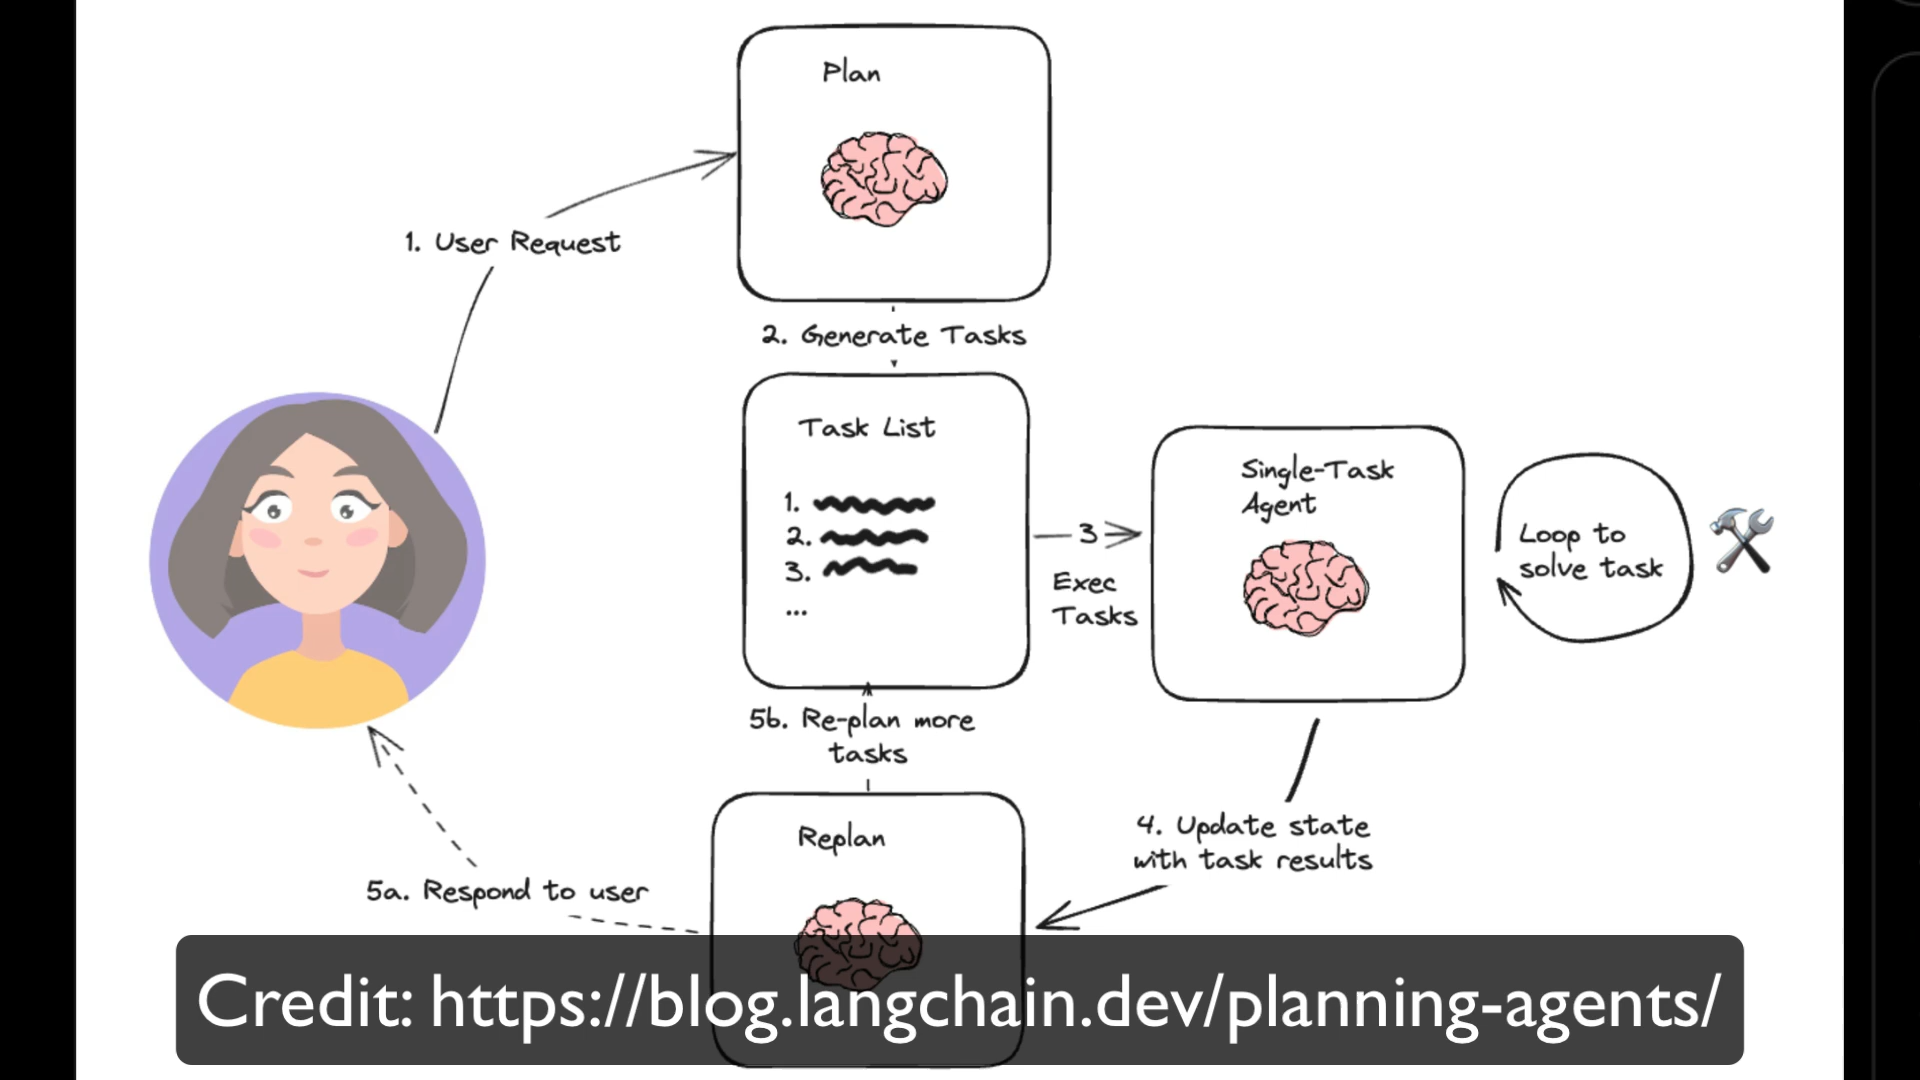 Plan
1. User Request
2. Generate Tasks
Task List
1.
2.
3.
...
3
Exec
Tasks
Single-Task
Agent
Loop to
solve task
4. Update state
with task results
5b. Re-plan more
tasks
Replan
5a. Respond to user
Credit: https://blog.langchain.dev/planning-agents/